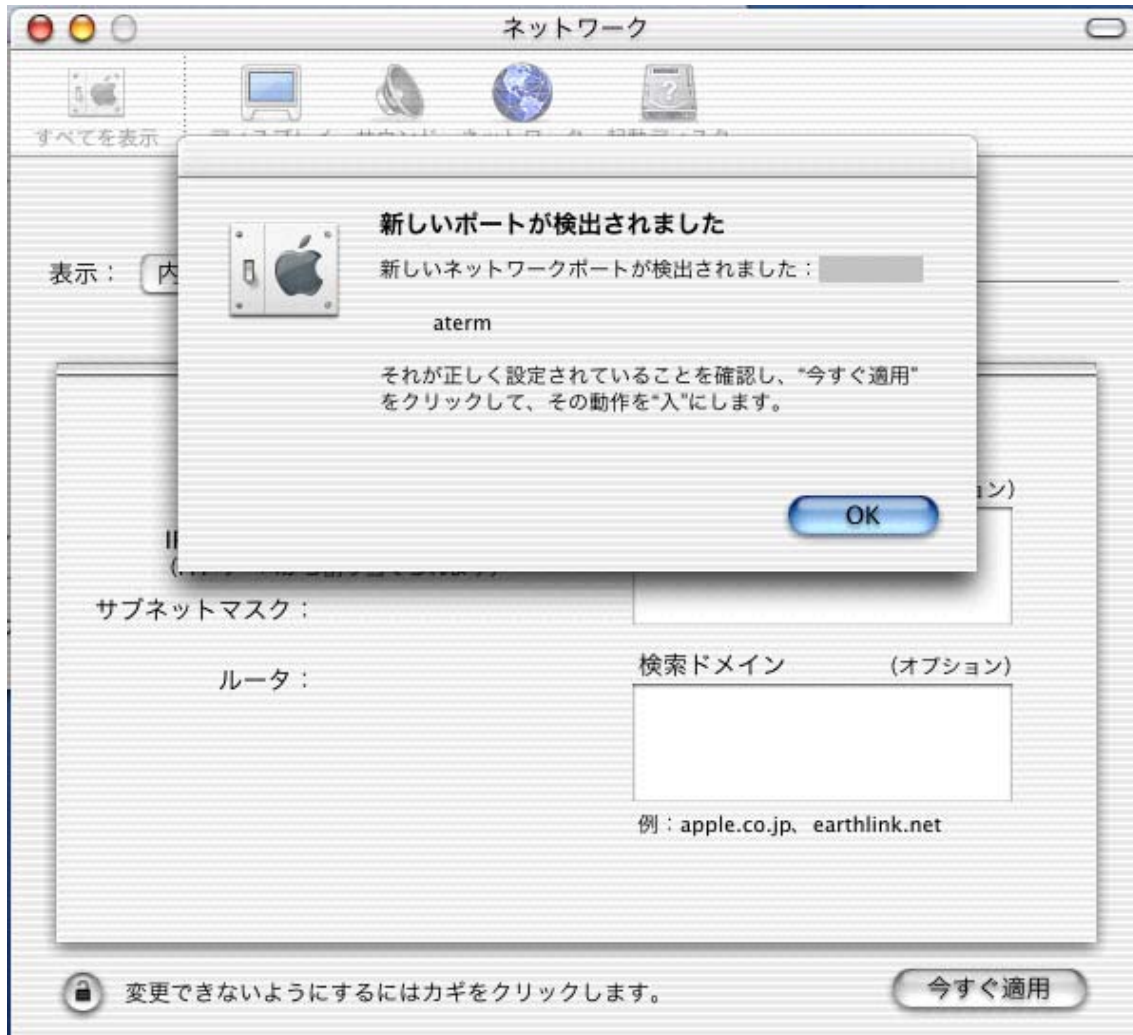 ネットワーク
すべてを表示
新しいポートが検出されました
新しいネットワークポートが検出されました：
aterm
それが正しく設定されていることを確認し、“今すぐ適用”
をクリックして、その動作を“入”にします。
OK
表示： 内
サブネットマスク：
ルータ：
検索ドメイン (オプション)
例：apple.co.jp、earthlink.net
変更できないようにするにはカギをクリックします。
今すぐ適用